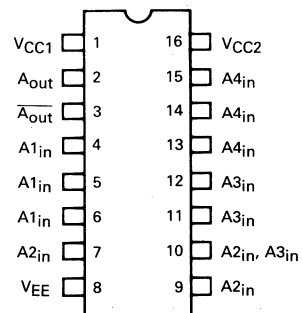 VCC1 1 16 VCC2
Aout 2 15 A4in
A̅o̅u̅t̅ 3 14 A4in
A1in 4 13 A4in
A1in 5 12 A3in
A1in 6 11 A3in
A2in 7 10 A2in, A3in
VEE 8 9 A2in